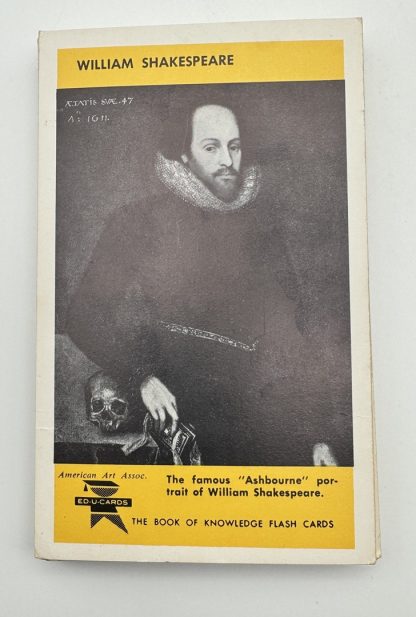 WILLIAM SHAKESPEARE
ÆTATIS SVÆ. 47
A: 1611.
American Art Assoc.
The famous "Ashbourne" por-
trait of William Shakespeare.
ED-U-CARDS
THE BOOK OF KNOWLEDGE FLASH CARDS